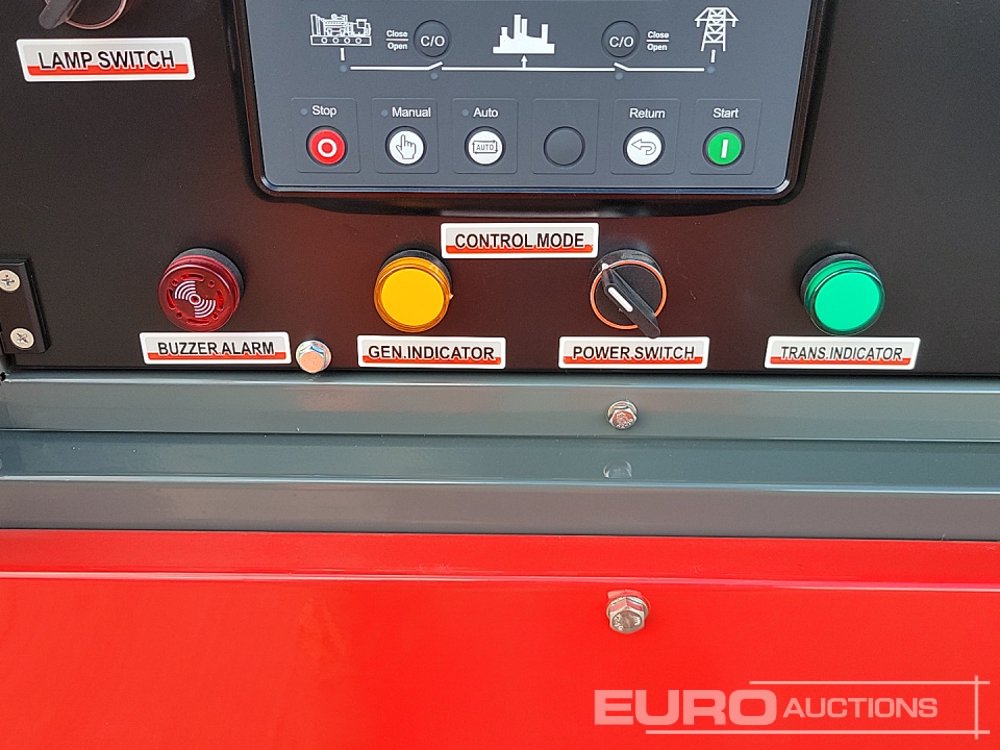 LAMP SWITCH
Close
Open
C/O
C/O
Close
Open
Stop
Manual
Auto
Return
Start
AUTO
CONTROL.MODE
BUZZER.ALARM
GEN.INDICATOR
POWER.SWITCH
TRANS.INDICATOR
EURO AUCTIONS